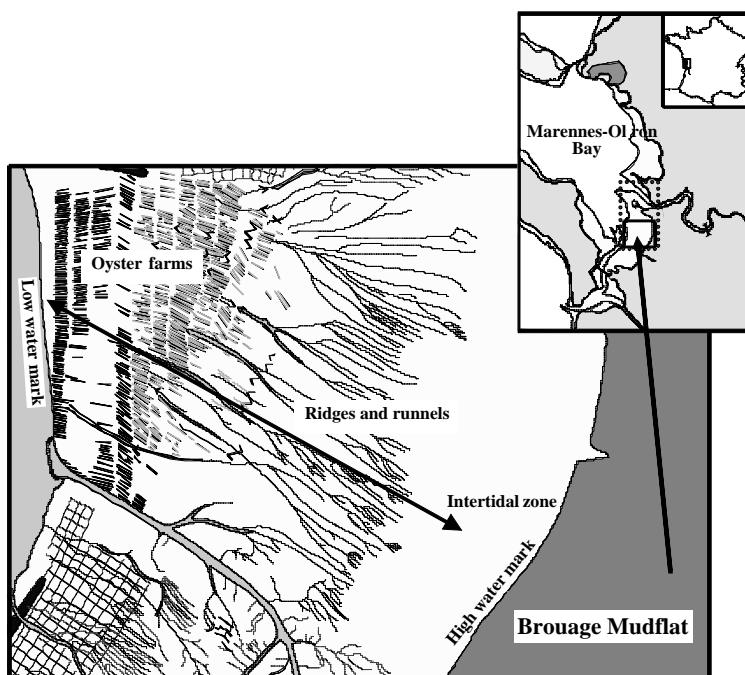 Marennes-Ol ron
Bay
Oyster farms
Low water mark
Ridges and runnels
Intertidal zone
High water mark
Brouage Mudflat